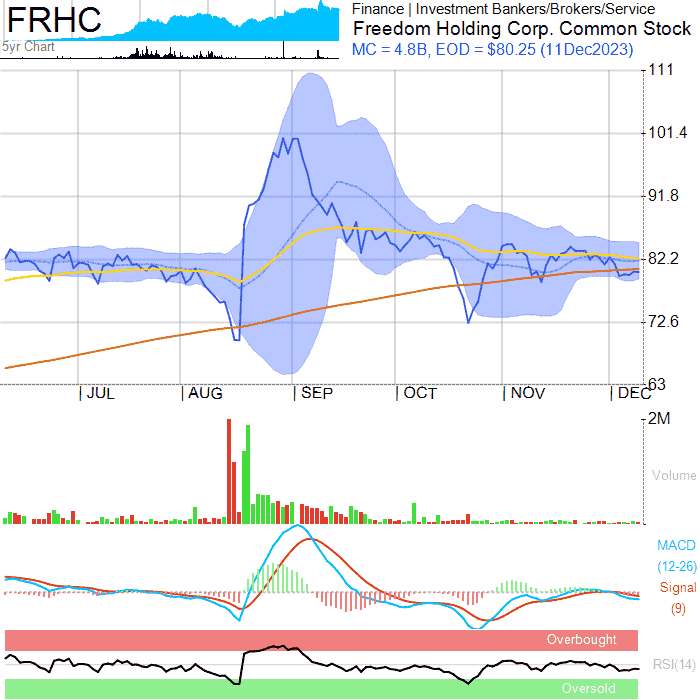 FRHC
5yr Chart
Finance | Investment Bankers/Brokers/Service
Freedom Holding Corp. Common Stock
MC = 4.8B, EOD = $80.25 (11Dec2023)
111
101.4
91.8
82.2
72.6
63
| JUL
| AUG
| SEP
| OCT
| NOV
| DEC
2M
Volume
MACD
(12-26)
Signal
(9)
Overbought
RSI(14)
Oversold